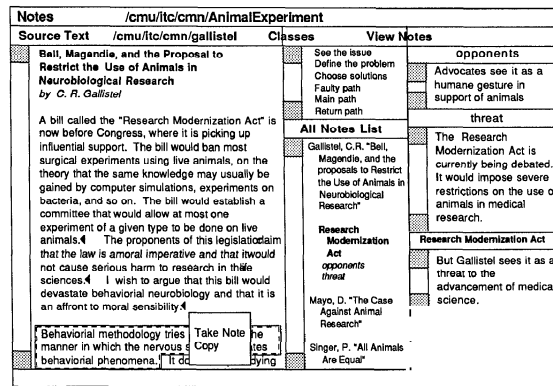 Notes /cmu/itc/cmn/AnimalExperiment
Source Text /cmu/itc/cmn/gallistel
Classes
View Notes
Ball, Magendie, and the Proposal to
Restrict the Use of Animals in
Neurobiological Research
by C. R. Gallistel
A bill called the "Research Modernization Act" is
now before Congress, where it is picking up
influential support. The bill would ban most
surgical experiments using live animals, on the
theory that the same knowledge may usually be
gained by computer simulations, experiments on
bacteria, and so on. The bill would establish a
committee that would allow at most one
experiment of a given type to be done on live
animals. The proponents of this legislation claim
that the law is a moral imperative and that it would
not cause serious harm to research in the life
sciences. I wish to argue that this bill would
devastate behaviorial neurobiology and that it is
an affront to moral sensibility.
Behaviorial methodology tries he
manner in which the nervous s ates
behaviorial phenomena. It do dying
Take Note
Copy
See the issue
Define the problem
Choose solutions
Faulty path
Main path
Return path
All Notes List
Gallistel, C.R. "Bell,
Magendie, and the
proposals to Restrict
the Use of Animals in
Neurobiological
Research"
Research
Modernization
Act
opponents
threat
Mayo, D. "The Case
Against Animal
Research"
Singer, P. "All Animals
Are Equal"
opponents
Advocates see it as a
humane gesture in
support of animals
threat
The Research
Modernization Act is
currently being debated.
It would impose severe
restrictions on the use o
animals in medical
research.
Research Modernization Act
But Gallistel sees it as a
threat to the
advancement of medica
science.